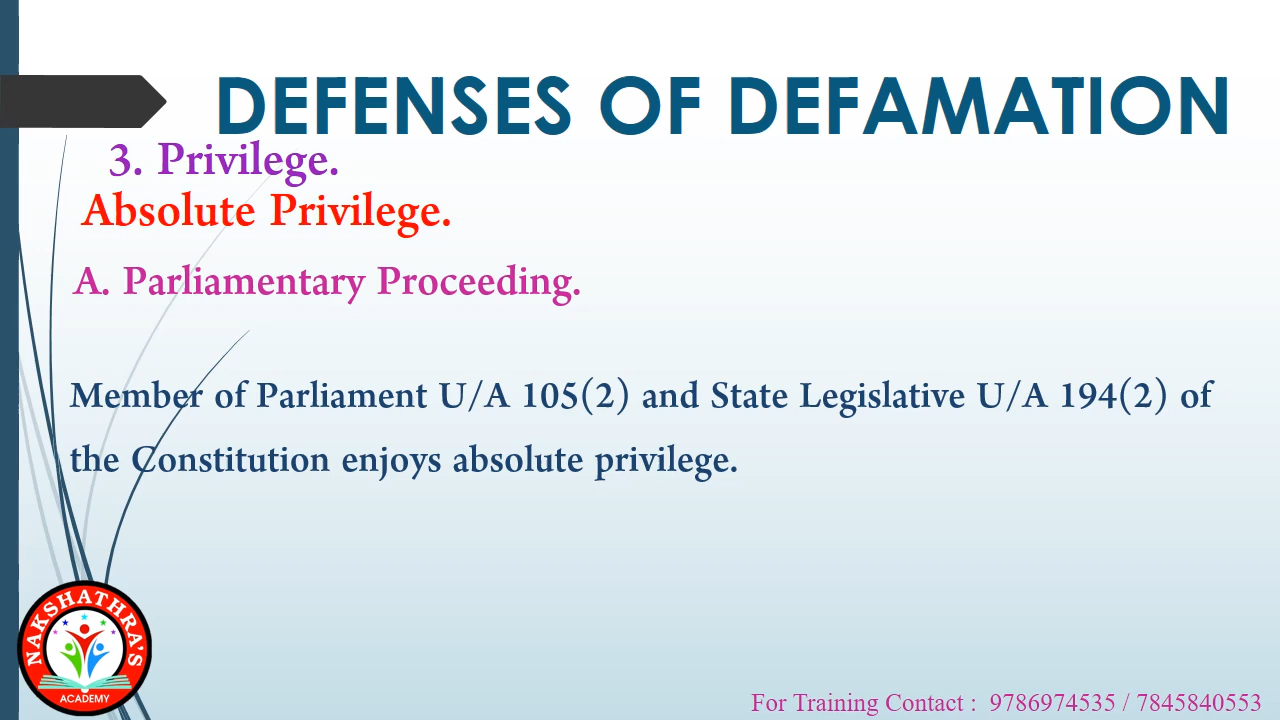 DEFENSES OF DEFAMATION
3. Privilege.
Absolute Privilege.
A. Parliamentary Proceeding.
Member of Parliament U/A 105(2) and State Legislative U/A 194(2) of
the Constitution enjoys absolute privilege.
NAKSHATHRA'S
ACADEMY
For Training Contact : 9786974535 / 7845840553